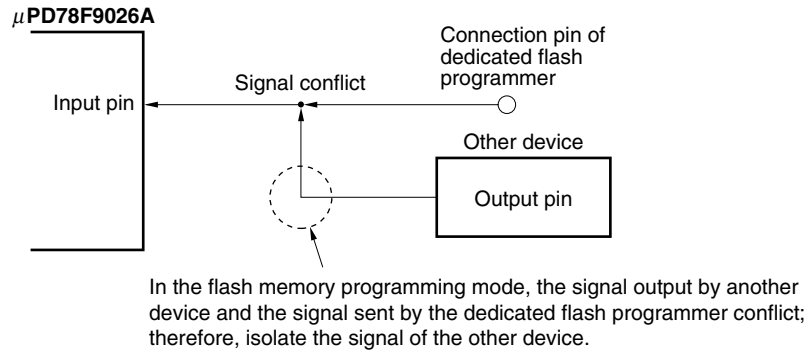 μPD78F9026A
Connection pin of
dedicated flash
programmer
Signal conflict
Input pin
Other device
Output pin
In the flash memory programming mode, the signal output by another
device and the signal sent by the dedicated flash programmer conflict;
therefore, isolate the signal of the other device.